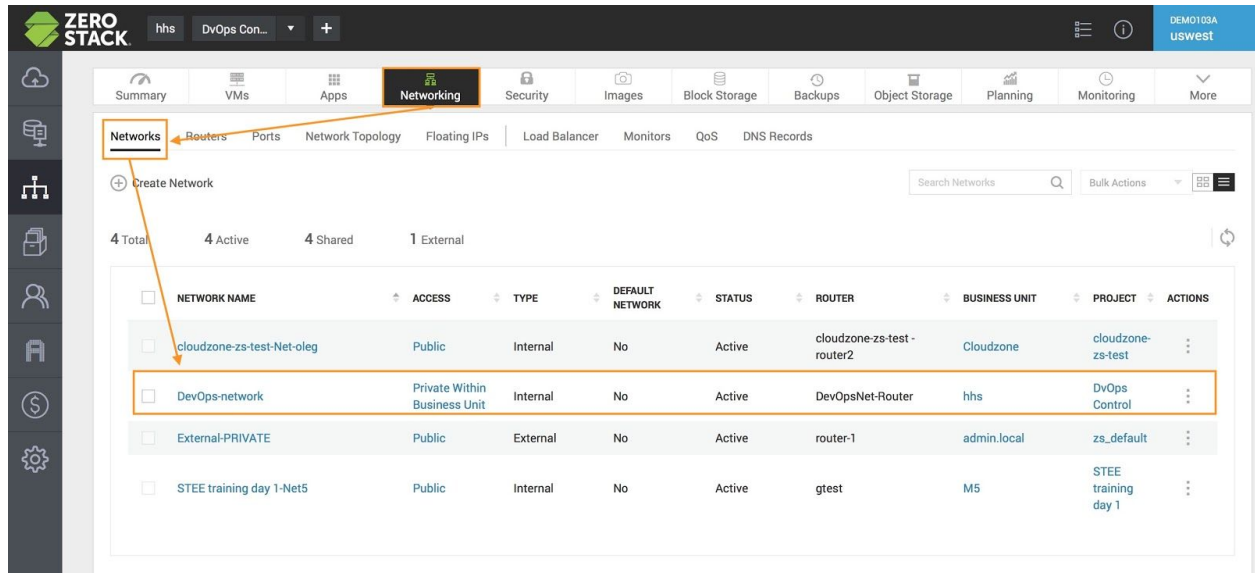 ZERO
STACK.
hhs DvOps Con... +
DEMO103A
uswest
Summary VMs Apps Networking Security Images Block Storage Backups Object Storage Planning Monitoring More
Networks Routers Ports Network Topology Floating IPs Load Balancer Monitors QoS DNS Records
Create Network
Search Networks
Bulk Actions
4 Total 4 Active 4 Shared 1 External
NETWORK NAME ACCESS TYPE DEFAULT NETWORK STATUS ROUTER BUSINESS UNIT PROJECT ACTIONS
cloudzone-zs-test-Net-oleg Public Internal No Active cloudzone-zs-test - router2 Cloudzone cloudzone-zs-test
DevOps-network Private Within Business Unit Internal No Active DevOpsNet-Router hhs DvOps Control
External-PRIVATE Public External No Active router-1 admin.local zs_default
STEE training day 1-Net5 Public Internal No Active gtest M5 STEE training day 1